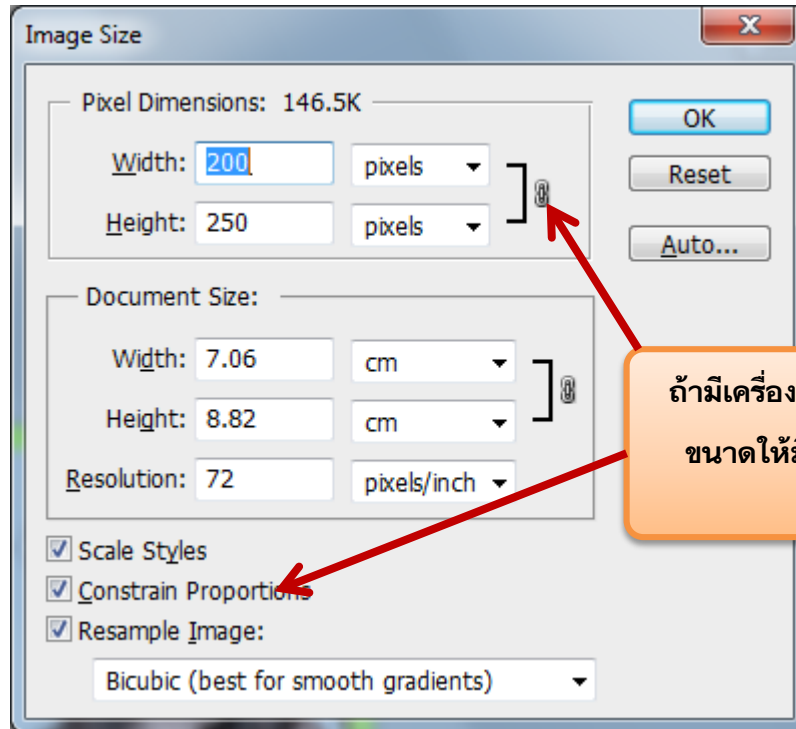 Image Size
Pixel Dimensions: 146.5K
Width: 200 pixels
Height: 250 pixels
OK
Reset
Auto...
Document Size:
Width: 7.06 cm
Height: 8.82 cm
Resolution: 72 pixels/inch
ถ้ามีเครื่อง
ขนาดให้
Scale Styles
Constrain Proportions
Resample Image:
Bicubic (best for smooth gradients)